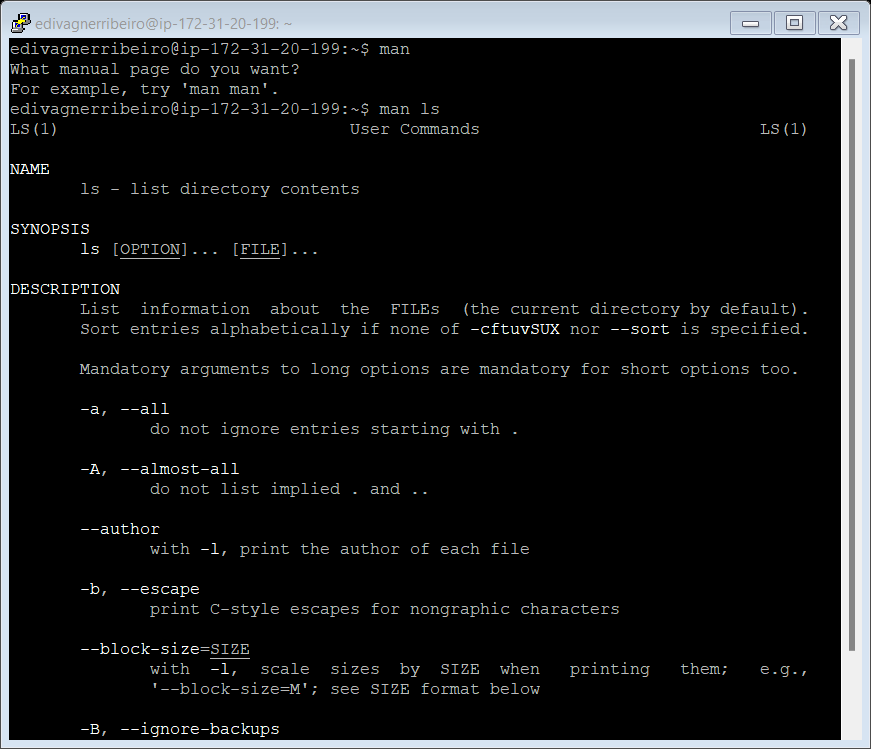 edivagnerribeiro@ip-172-31-20-199: ~
edivagnerribeiro@ip-172-31-20-199:~$ man
What manual page do you want?
For example, try 'man man'.
edivagnerribeiro@ip-172-31-20-199:~$ man ls
LS(1) User Commands LS(1)
NAME
ls - list directory contents
SYNOPSIS
ls [OPTION]... [FILE]...
DESCRIPTION
List information about the FILEs (the current directory by default).
Sort entries alphabetically if none of -cftuvSUX nor --sort is specified.
Mandatory arguments to long options are mandatory for short options too.
-a, --all
do not ignore entries starting with .
-A, --almost-all
do not list implied . and ..
--author
with -l, print the author of each file
-b, --escape
print C-style escapes for nongraphic characters
--block-size=SIZE
with -l, scale sizes by SIZE when printing them; e.g.,
'--block-size=M'; see SIZE format below
-B, --ignore-backups